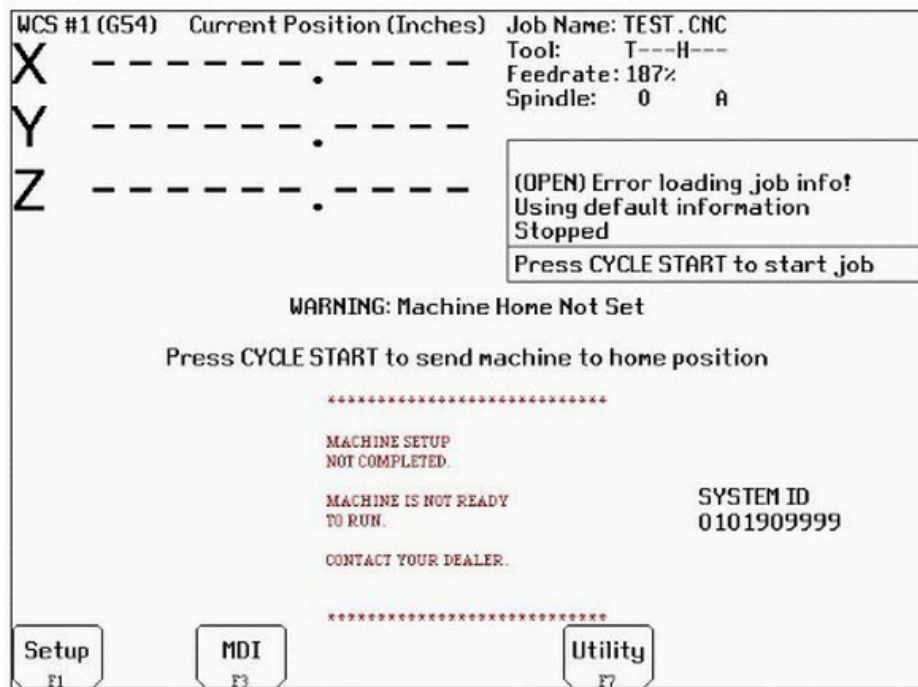 WCS #1 (G54) Current Position (Inches)
X ------.----
Y ------.----
Z ------.----
Job Name: TEST.CNC
Tool: T---H---
Feedrate: 187%
Spindle: 0 A
(OPEN) Error loading job info!
Using default information
Stopped
Press CYCLE START to start job
WARNING: Machine Home Not Set
Press CYCLE START to send machine to home position
****************************
MACHINE SETUP
NOT COMPLETED.
MACHINE IS NOT READY
TO RUN.
CONTACT YOUR DEALER.
****************************
SYSTEM ID
0101909999
Setup
F1
MDI
F3
Utility
F7